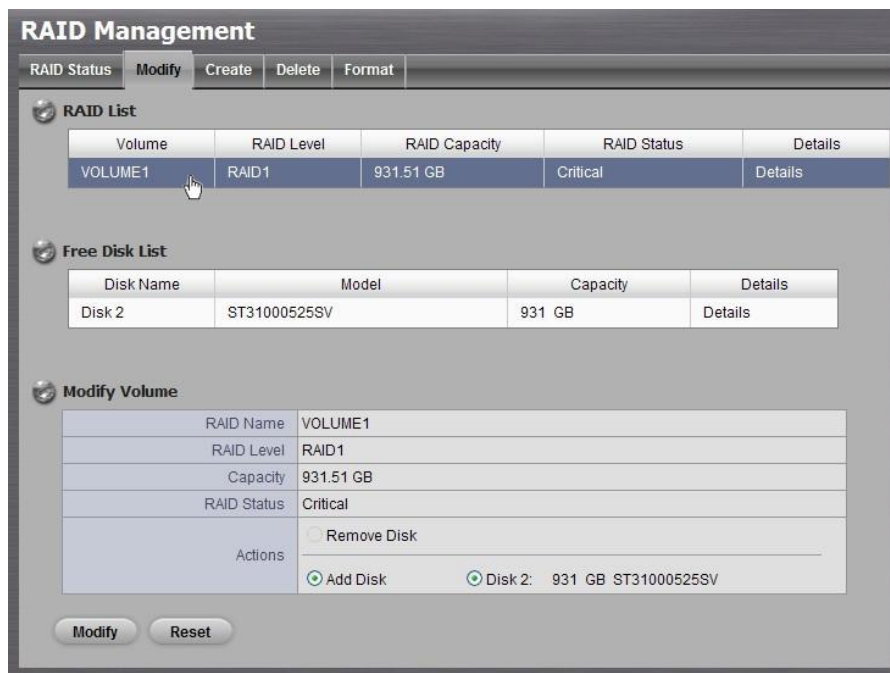 RAID Management
RAID Status Modify Create Delete Format
RAID List
Volume RAID Level RAID Capacity RAID Status Details
VOLUME1 RAID1 931.51 GB Critical Details
Free Disk List
Disk Name Model Capacity Details
Disk 2 ST31000525SV 931 GB Details
Modify Volume
RAID Name VOLUME1
RAID Level RAID1
Capacity 931.51 GB
RAID Status Critical
Actions Remove Disk
Add Disk Disk 2: 931 GB ST31000525SV
Modify Reset